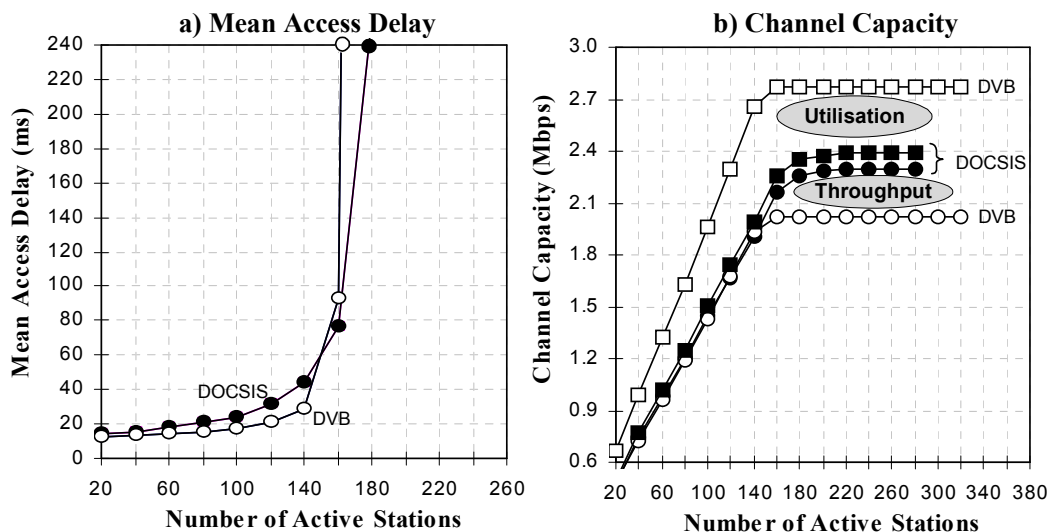 a) Mean Access Delay
240
220
200
180
160
140
120
100
80
60
40
20
0
Mean Access Delay (ms)
DOCSIS
DVB
20 60 100 140 180 220 260
Number of Active Stations
b) Channel Capacity
3.0
2.7
2.4
2.1
1.8
1.5
1.2
0.9
0.6
Channel Capacity (Mbps)
DVB
Utilisation
DOCSIS
Throughput
DVB
20 60 100 140 180 220 260 300 340 380
Number of Active Stations